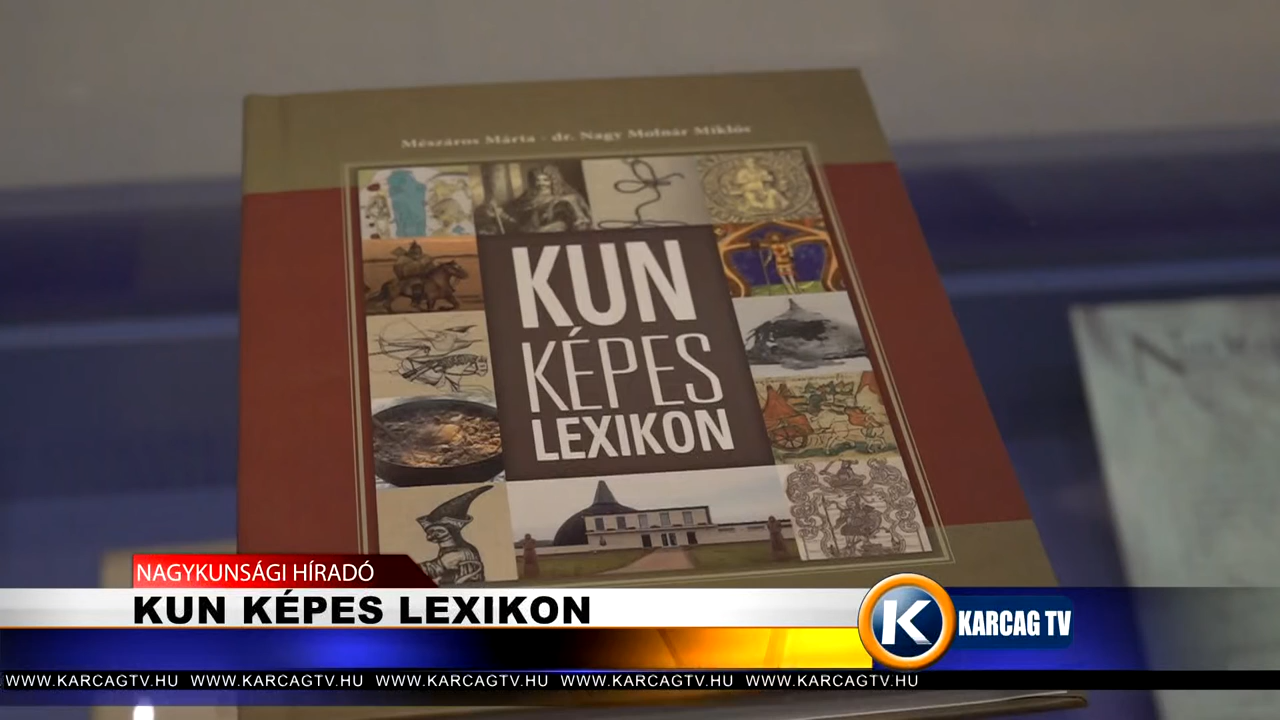 Mészáros Márta - dr. Nagy Molnár Miklós
KUN
KÉPES
LEXIKON
NAGYKUNSÁGI HÍRADÓ
KUN KÉPES LEXIKON
K KARCAG TV
WWW.KARCAGTV.HU WWW.KARCAGTV.HU WWW.KARCAGTV.HU WWW.KARCAGTV.HU WWW.KARCAGTV.HU